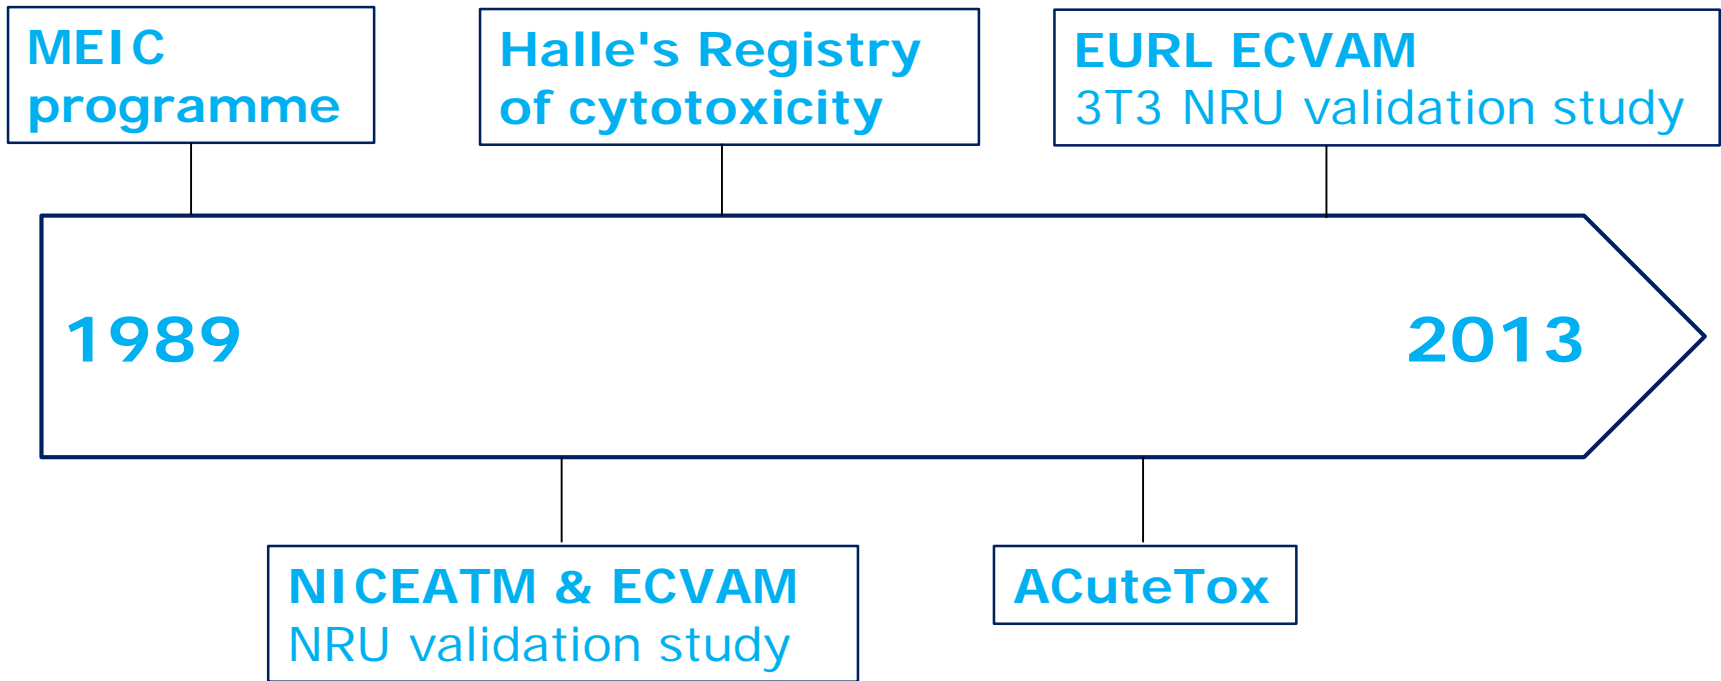 MEIC
programme
Halle's Registry
of cytotoxicity
EURL ECVAM
3T3 NRU validation study
1989
2013
NICEATM & ECVAM
NRU validation study
ACuteTox